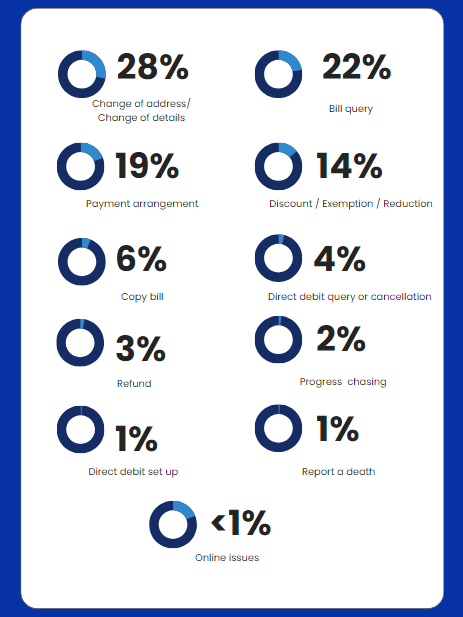 28%
Change of address/
Change of details
22%
Bill query
19%
Payment arrangement
14%
Discount / Exemption / Reduction
6%
Copy bill
4%
Direct debit query or cancellation
3%
Refund
2%
Progress chasing
1%
Direct debit set up
1%
Report a death
<1%
Online issues